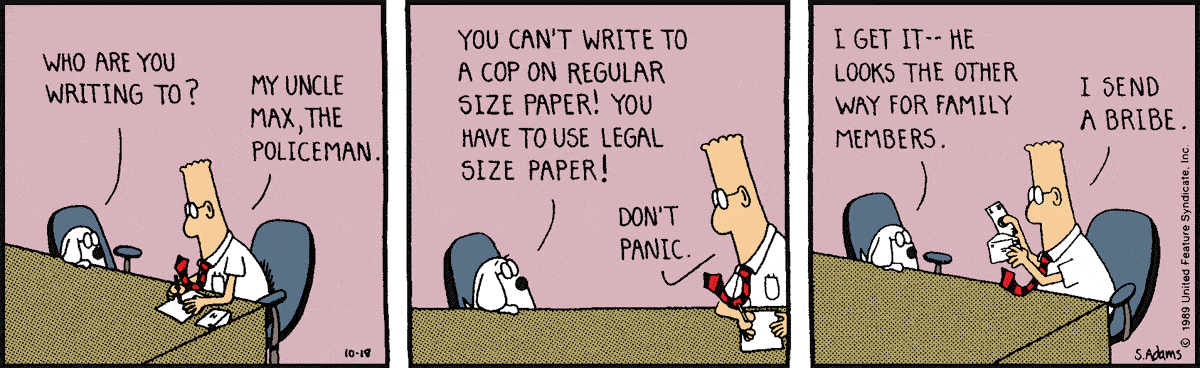 WHO ARE YOU
WRITING TO?
MY UNCLE
MAX, THE
POLICEMAN.
10-18
YOU CAN'T WRITE TO
A COP ON REGULAR
SIZE PAPER! YOU
HAVE TO USE LEGAL
SIZE PAPER!
DON'T
PANIC.
I GET IT-- HE
LOOKS THE OTHER
WAY FOR FAMILY
MEMBERS.
I SEND
A BRIBE.
S.Adams
© 1989 United Feature Syndicate, Inc.